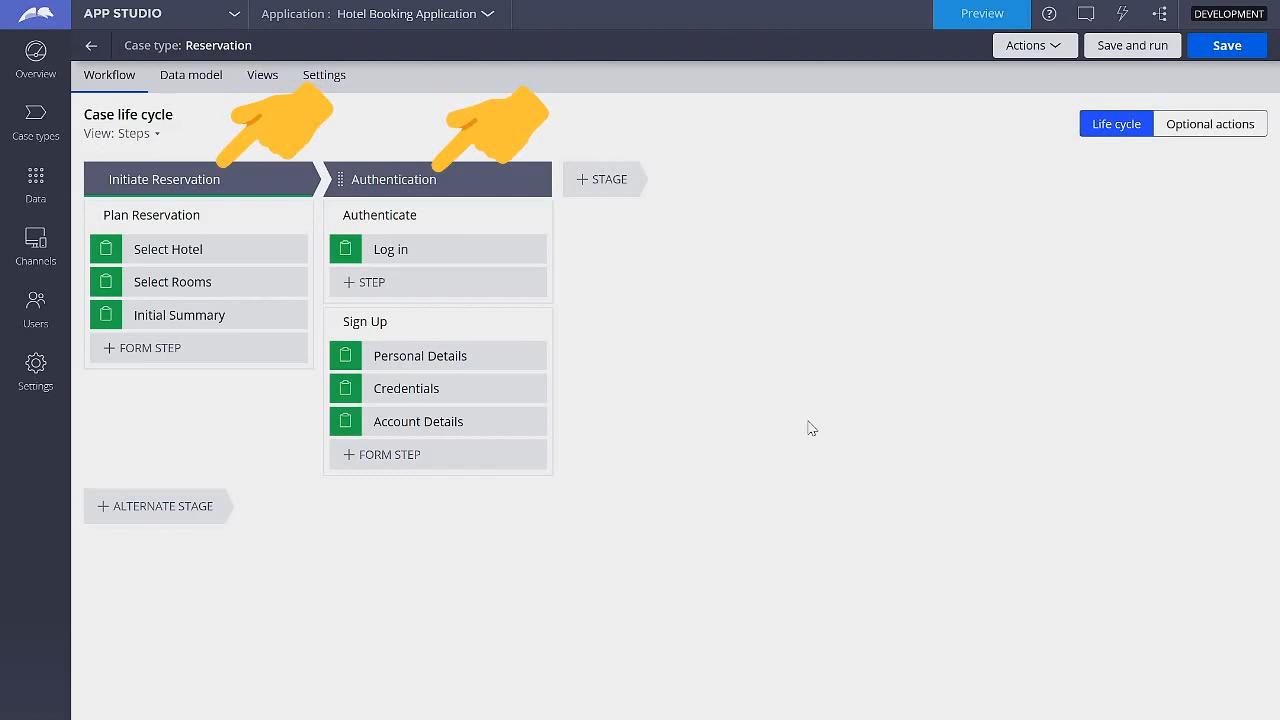 APP STUDIO
Application : Hotel Booking Application
Preview
DEVELOPMENT
Case type: Reservation
Actions
Save and run
Save
Overview
Case types
Data
Channels
Users
Settings
Workflow
Data model
Views
Settings
Case life cycle
View: Steps
Life cycle
Optional actions
Initiate Reservation
Authentication
+ STAGE
Plan Reservation
Select Hotel
Select Rooms
Initial Summary
+ FORM STEP
Authenticate
Log in
+ STEP
Sign Up
Personal Details
Credentials
Account Details
+ FORM STEP
+ ALTERNATE STAGE